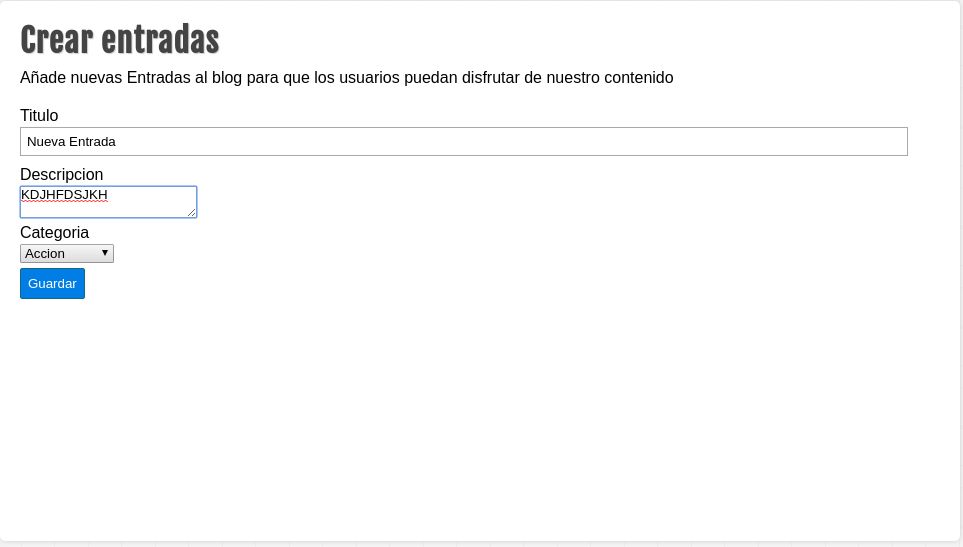 Crear entradas
Añade nuevas Entradas al blog para que los usuarios puedan disfrutar de nuestro contenido
Titulo
Nueva Entrada
Descripcion
KDJHFDSJKH
Categoria
Accion
Guardar